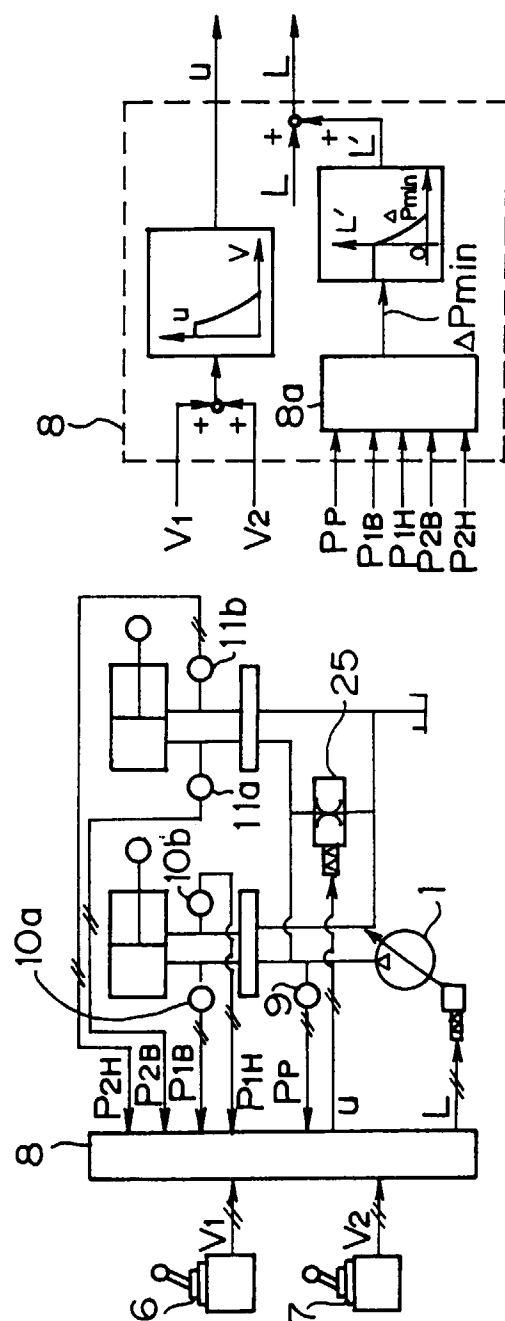 8
V1
V2
+
+
u
V
u
L
+
+
L
L'
L'
ΔPmin
O
ΔPmin
8a
PP
P1B
P1H
P2B
P2H
8
6
7
V1
V2
P2H
P2B
P1B
P1H
PP
u
L
10a
10b
11a
11b
9
25
1